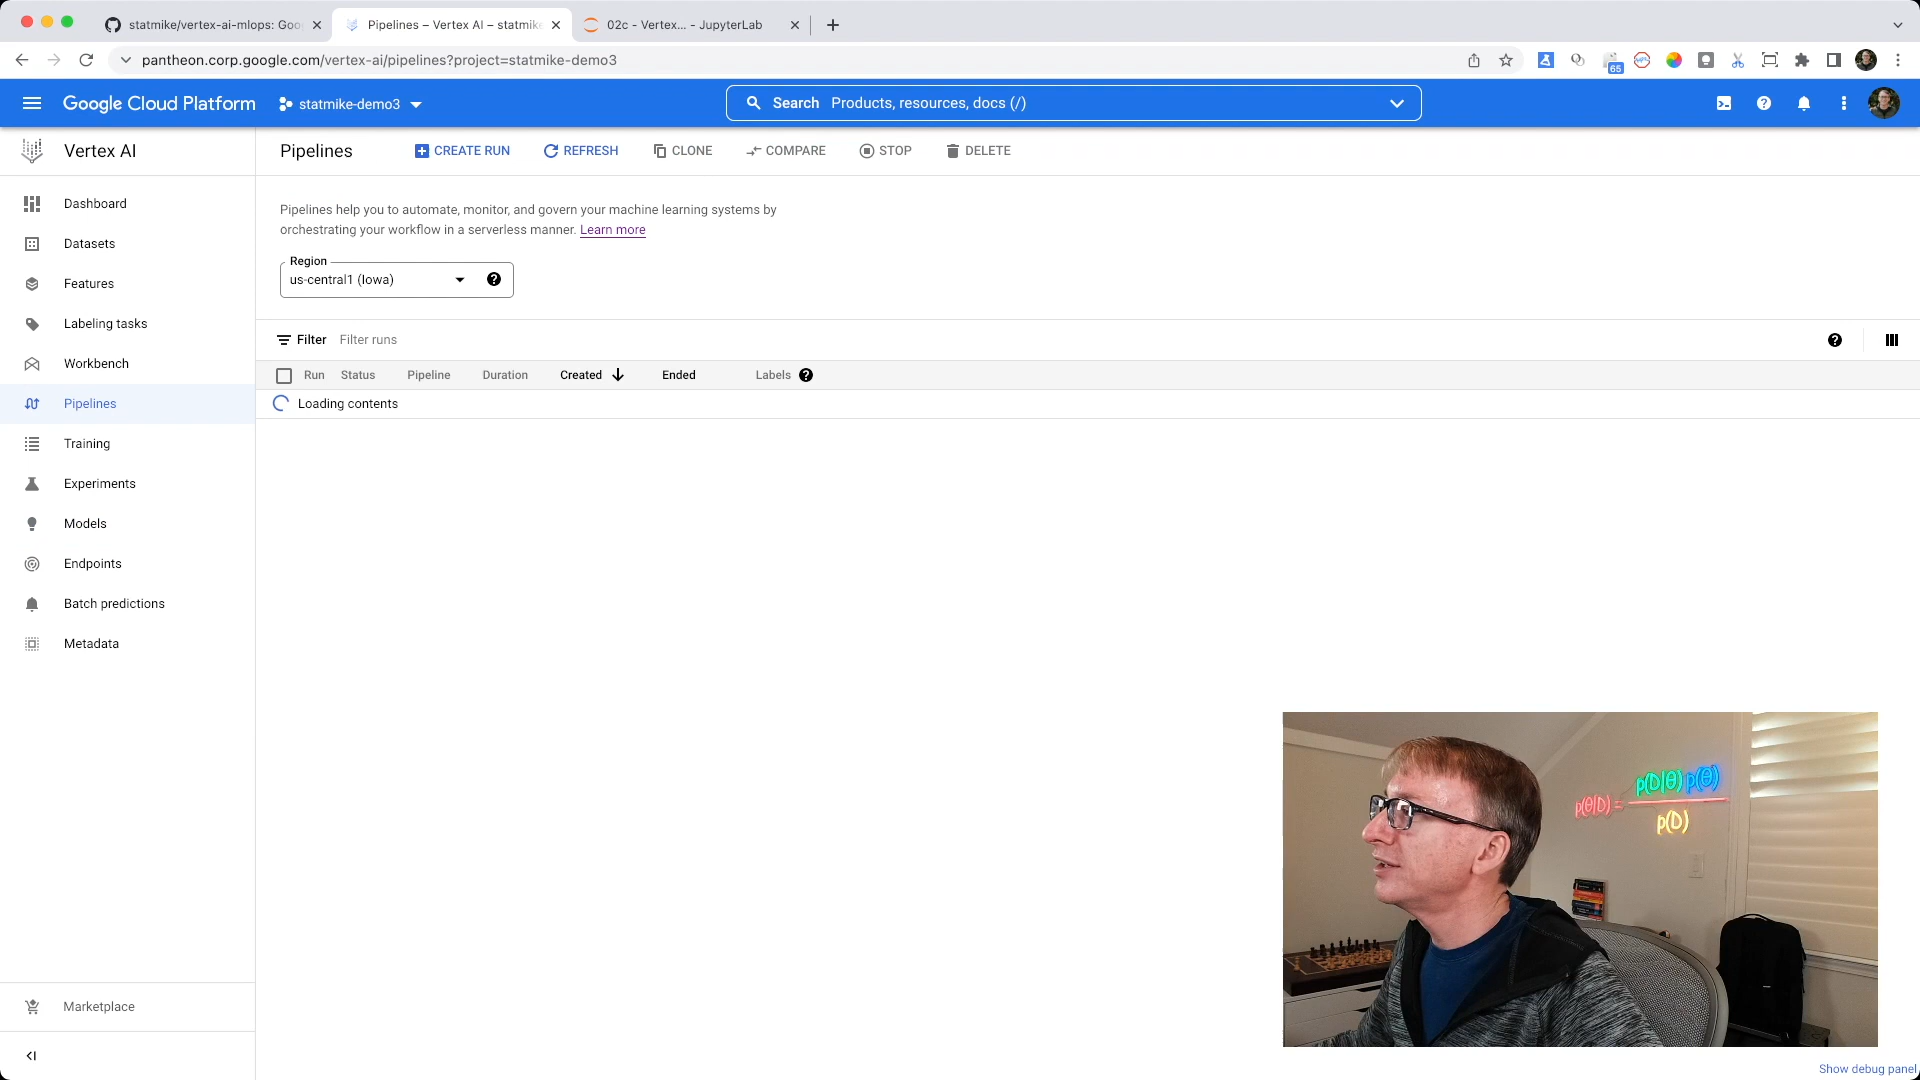 statmike/vertex-ai-mlops: Goo
Pipelines – Vertex AI – statmike
02c - Vertex... - JupyterLab
pantheon.corp.google.com/vertex-ai/pipelines?project=statmike-demo3
65
Google Cloud Platform
statmike-demo3
Search Products, resources, docs (/)
Vertex AI
Pipelines
CREATE RUN
REFRESH
CLONE
COMPARE
STOP
DELETE
Dashboard
Datasets
Features
Labeling tasks
Workbench
Pipelines
Training
Experiments
Models
Endpoints
Batch predictions
Metadata
Marketplace
Pipelines help you to automate, monitor, and govern your machine learning systems by
orchestrating your workflow in a serverless manner. Learn more
Region
us-central1 (Iowa)
Filter Filter runs
Run Status Pipeline Duration Created Ended Labels
Loading contents
p(θ|D) = p(D|θ) p(θ)
p(D)
Show debug panel